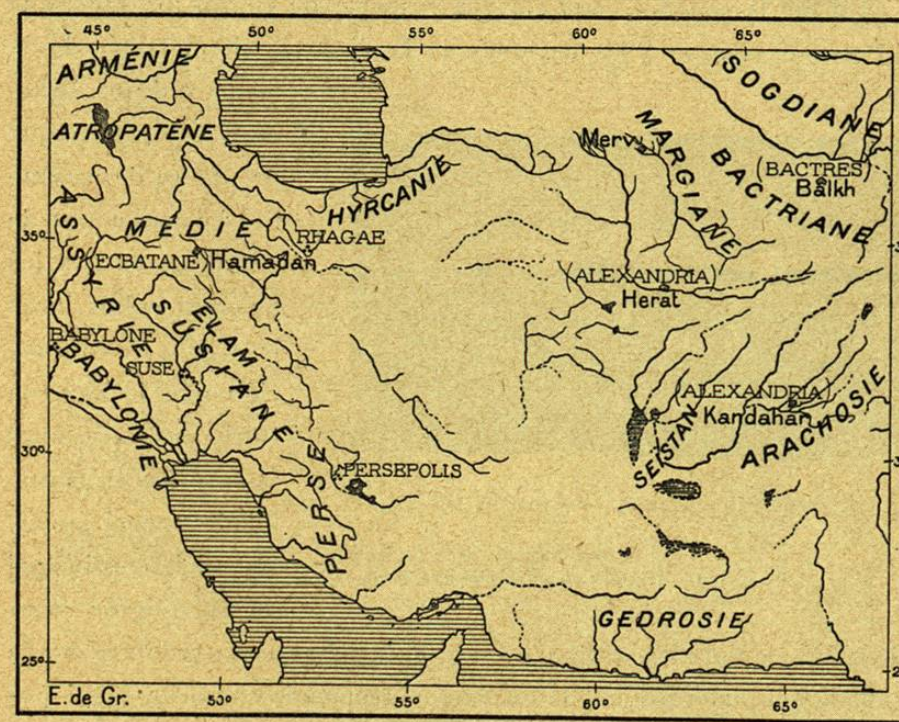 45° 50° 55° 60° 65°
ARMÉNIE
SOGDIANE
ATROPATÈNE
Merv
MARGIANE
BACTRIANE
(BACTRES)
Balkh
HYRCANIE
ASSYRIE
MÉDIE
RHAGAE
35°
(ECBATANE) Hamadan
(ALEXANDRIA)
Herat
ELAM
SUSIANE
BABYLONE
SUSE
BABYLONIE
(ALEXANDRIA)
Kandahar
ARACHOSIE
SEISTAN
30°
PERSEPOLIS
PERSE
GEDROSIE
25°
E. de Gr.
50° 55° 60° 65°